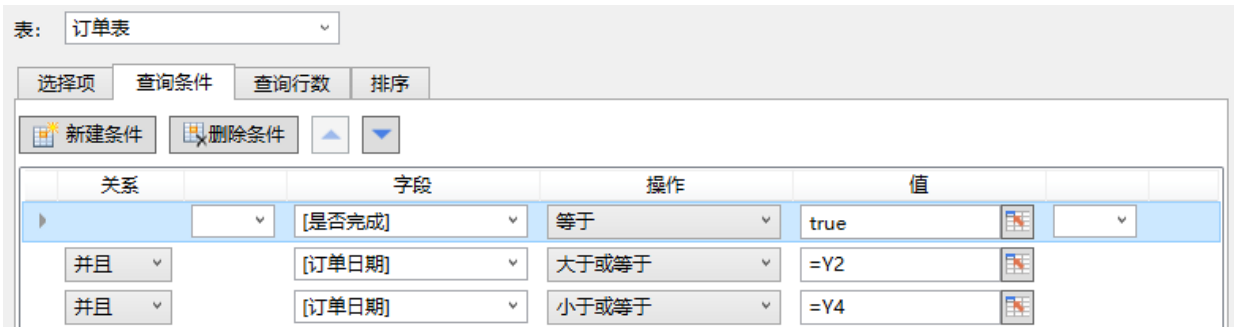 表: 订单表
选择项 查询条件 查询行数 排序
新建条件 删除条件
关系 字段 操作 值
[是否完成] 等于 true
并且 [订单日期] 大于或等于 =Y2
并且 [订单日期] 小于或等于 =Y4